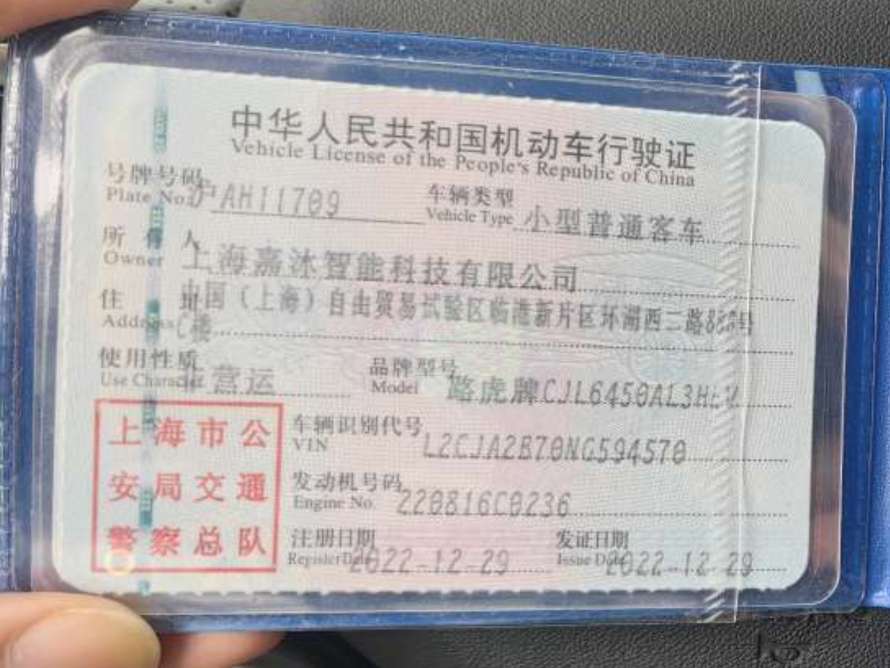 中华人民共和国机动车行驶证
Vehicle License of the People's Republic of China
号牌号码 沪AH11709 车辆类型 小型普通客车
Plate No. Vehicle Type
所有人 上海嘉沐智能科技有限公司
Owner
住址 中国（上海）自由贸易试验区临港新片区环湖西二路888号
Address C楼
使用性质 非营运 品牌型号 路虎牌CJL6450AL3HEV
Use Character Model
上海市公
安局交通
警察总队
车辆识别代号 L2CJA2B70NG594570
VIN
发动机号码 220816C0236
Engine No.
注册日期 2022-12-29 发证日期 2022-12-29
Register Date Issue Date